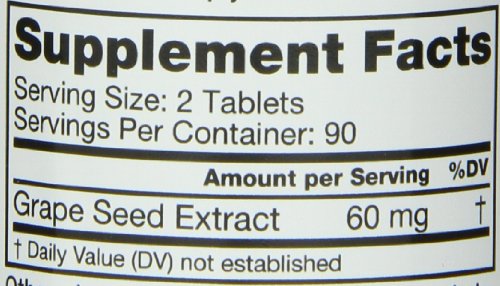 Supplement Facts
Serving Size: 2 Tablets
Servings Per Container: 90
Amount per Serving %DV
Grape Seed Extract 60 mg †
† Daily Value (DV) not established